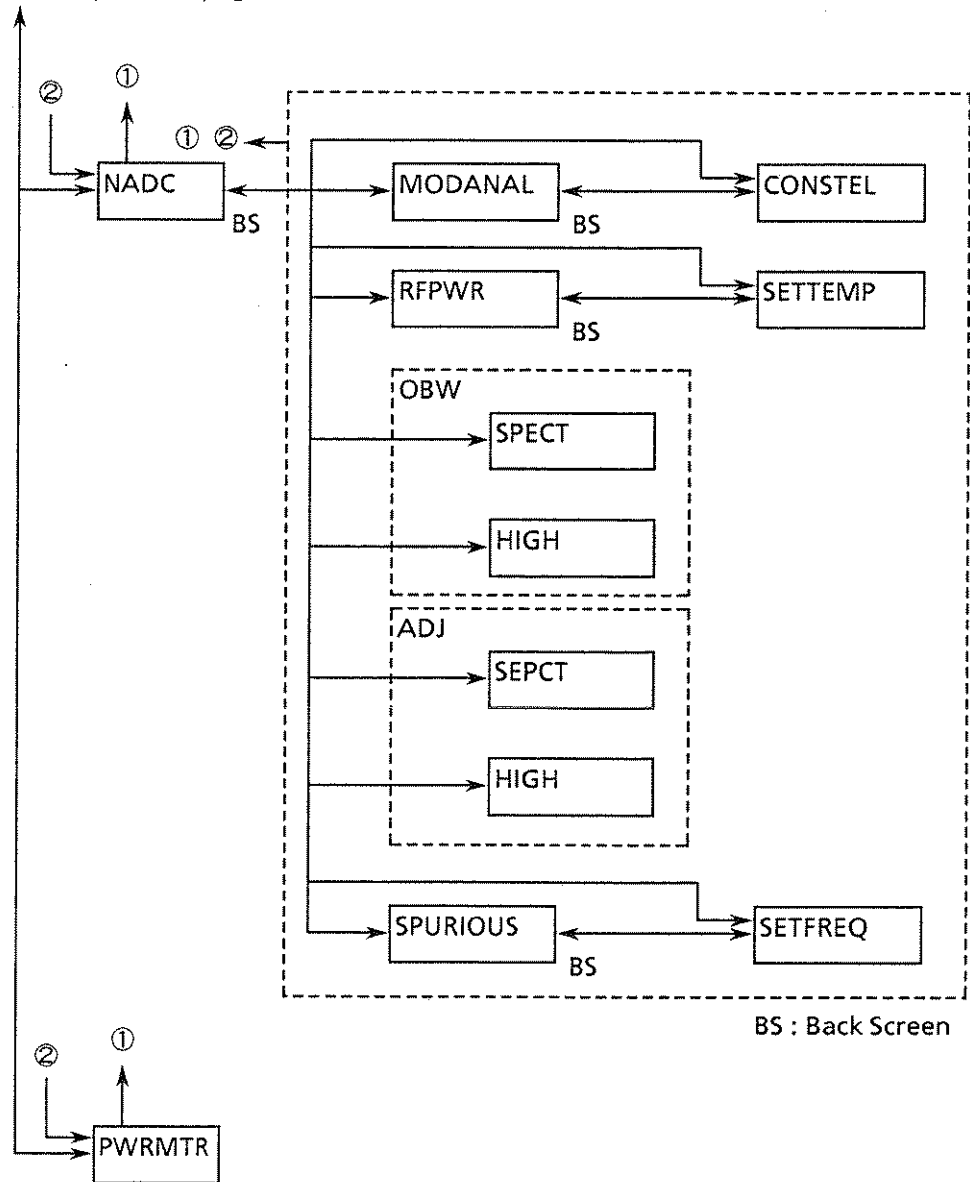 ①
②
① ②
NADC
MODANAL
CONSTEL
BS
BS
RFPWR
SETTEMP
BS
OBW
SPECT
HIGH
ADJ
SEPCT
HIGH
SPURIOUS
SETFREQ
BS
BS : Back Screen
①
②
PWRMTR